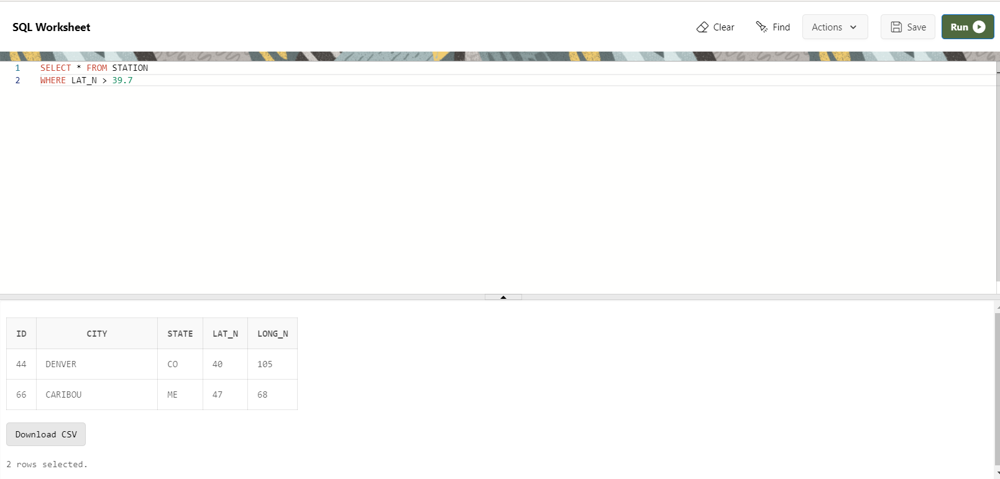 SQL Worksheet
Clear Find Actions Save Run
1 SELECT * FROM STATION
2 WHERE LAT_N > 39.7
ID CITY STATE LAT_N LONG_N
44 DENVER CO 40 105
66 CARIBOU ME 47 68
Download CSV
2 rows selected.